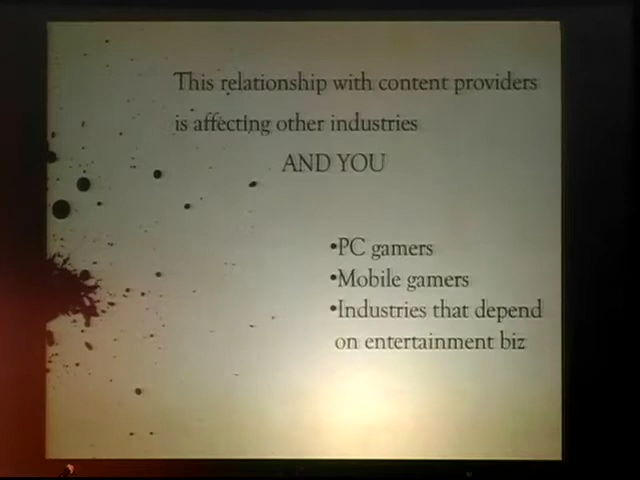 This relationship with content providers
is affecting other industries
AND YOU
•PC gamers
•Mobile gamers
•Industries that depend
on entertainment biz